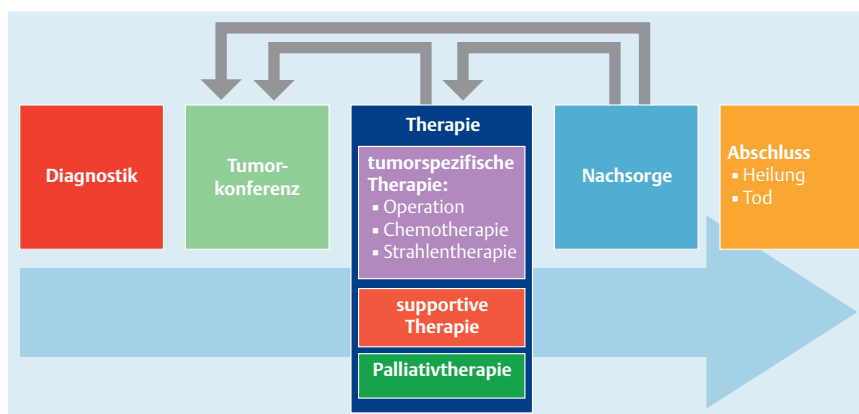 Diagnostik
Tumor-
konferenz
Therapie
tumorspezifische
Therapie:
▪ Operation
▪ Chemotherapie
▪ Strahlentherapie
supportive
Therapie
Palliativtherapie
Nachsorge
Abschluss
▪ Heilung
▪ Tod